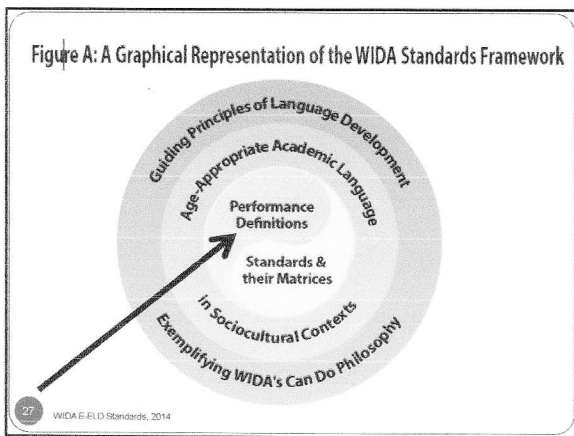 Figure A: A Graphical Representation of the WIDA Standards Framework
Guiding Principles of Language Development
Age-Appropriate Academic Language
Performance
Definitions
Standards &
their Matrices
in Sociocultural Contexts
Exemplifying WIDA's Can Do Philosophy
27
WIDA E-ELD Standards, 2014